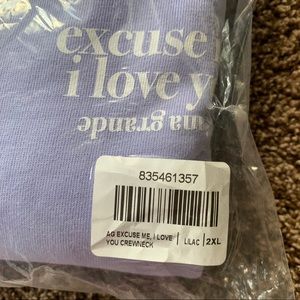 excuse
i love y
grande
835461357
AG EXCUSE ME, I LOVE
YOU CREWNECK
LILAC
2XL